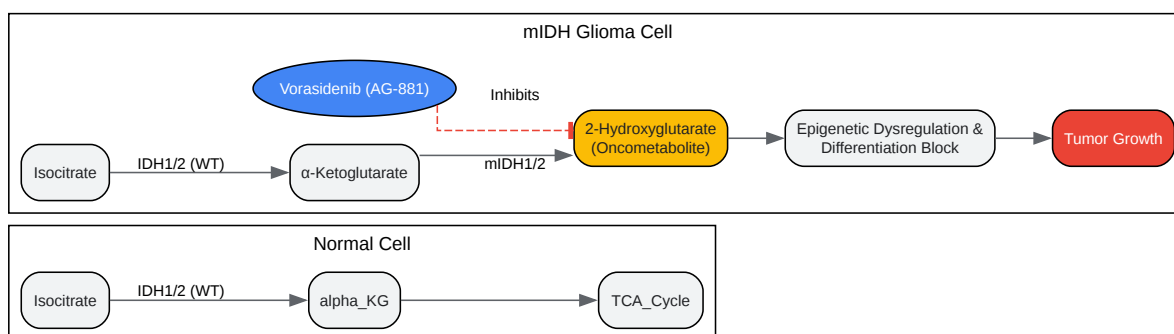 mIDH Glioma Cell
Vorasidenib (AG-881)
Inhibits
2-Hydroxyglutarate
(Oncometabolite)
Epigenetic Dysregulation &
Differentiation Block
Tumor Growth
Isocitrate
IDH1/2 (WT)
α-Ketoglutarate
mIDH1/2
Normal Cell
Isocitrate
IDH1/2 (WT)
alpha_KG
TCA_Cycle